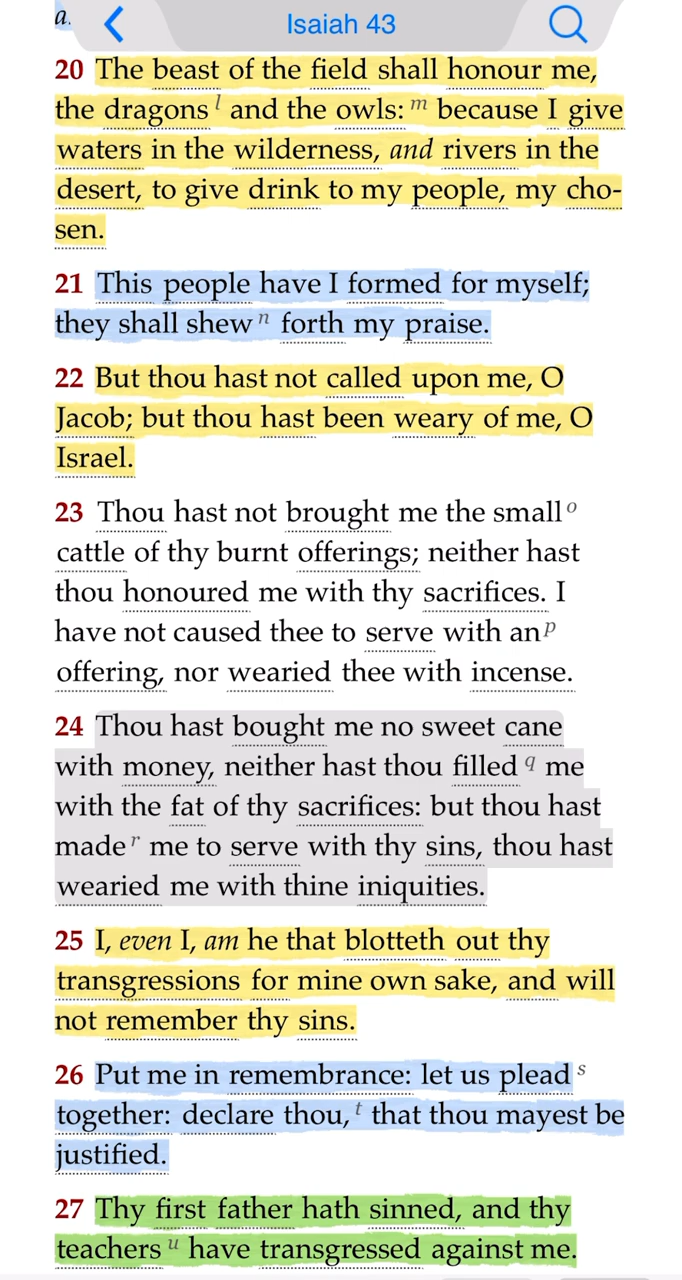 a.
Isaiah 43
20 The beast of the field shall honour me,
the dragons l and the owls: m because I give
waters in the wilderness, and rivers in the
desert, to give drink to my people, my cho-
sen.
21 This people have I formed for myself;
they shall shew n forth my praise.
22 But thou hast not called upon me, O
Jacob; but thou hast been weary of me, O
Israel.
23 Thou hast not brought me the small o
cattle of thy burnt offerings; neither hast
thou honoured me with thy sacrifices. I
have not caused thee to serve with an p
offering, nor wearied thee with incense.
24 Thou hast bought me no sweet cane
with money, neither hast thou filled q me
with the fat of thy sacrifices: but thou hast
made r me to serve with thy sins, thou hast
wearied me with thine iniquities.
25 I, even I, am he that blotteth out thy
transgressions for mine own sake, and will
not remember thy sins.
26 Put me in remembrance: let us plead s
together: declare thou, t that thou mayest be
justified.
27 Thy first father hath sinned, and thy
teachers u have transgressed against me.